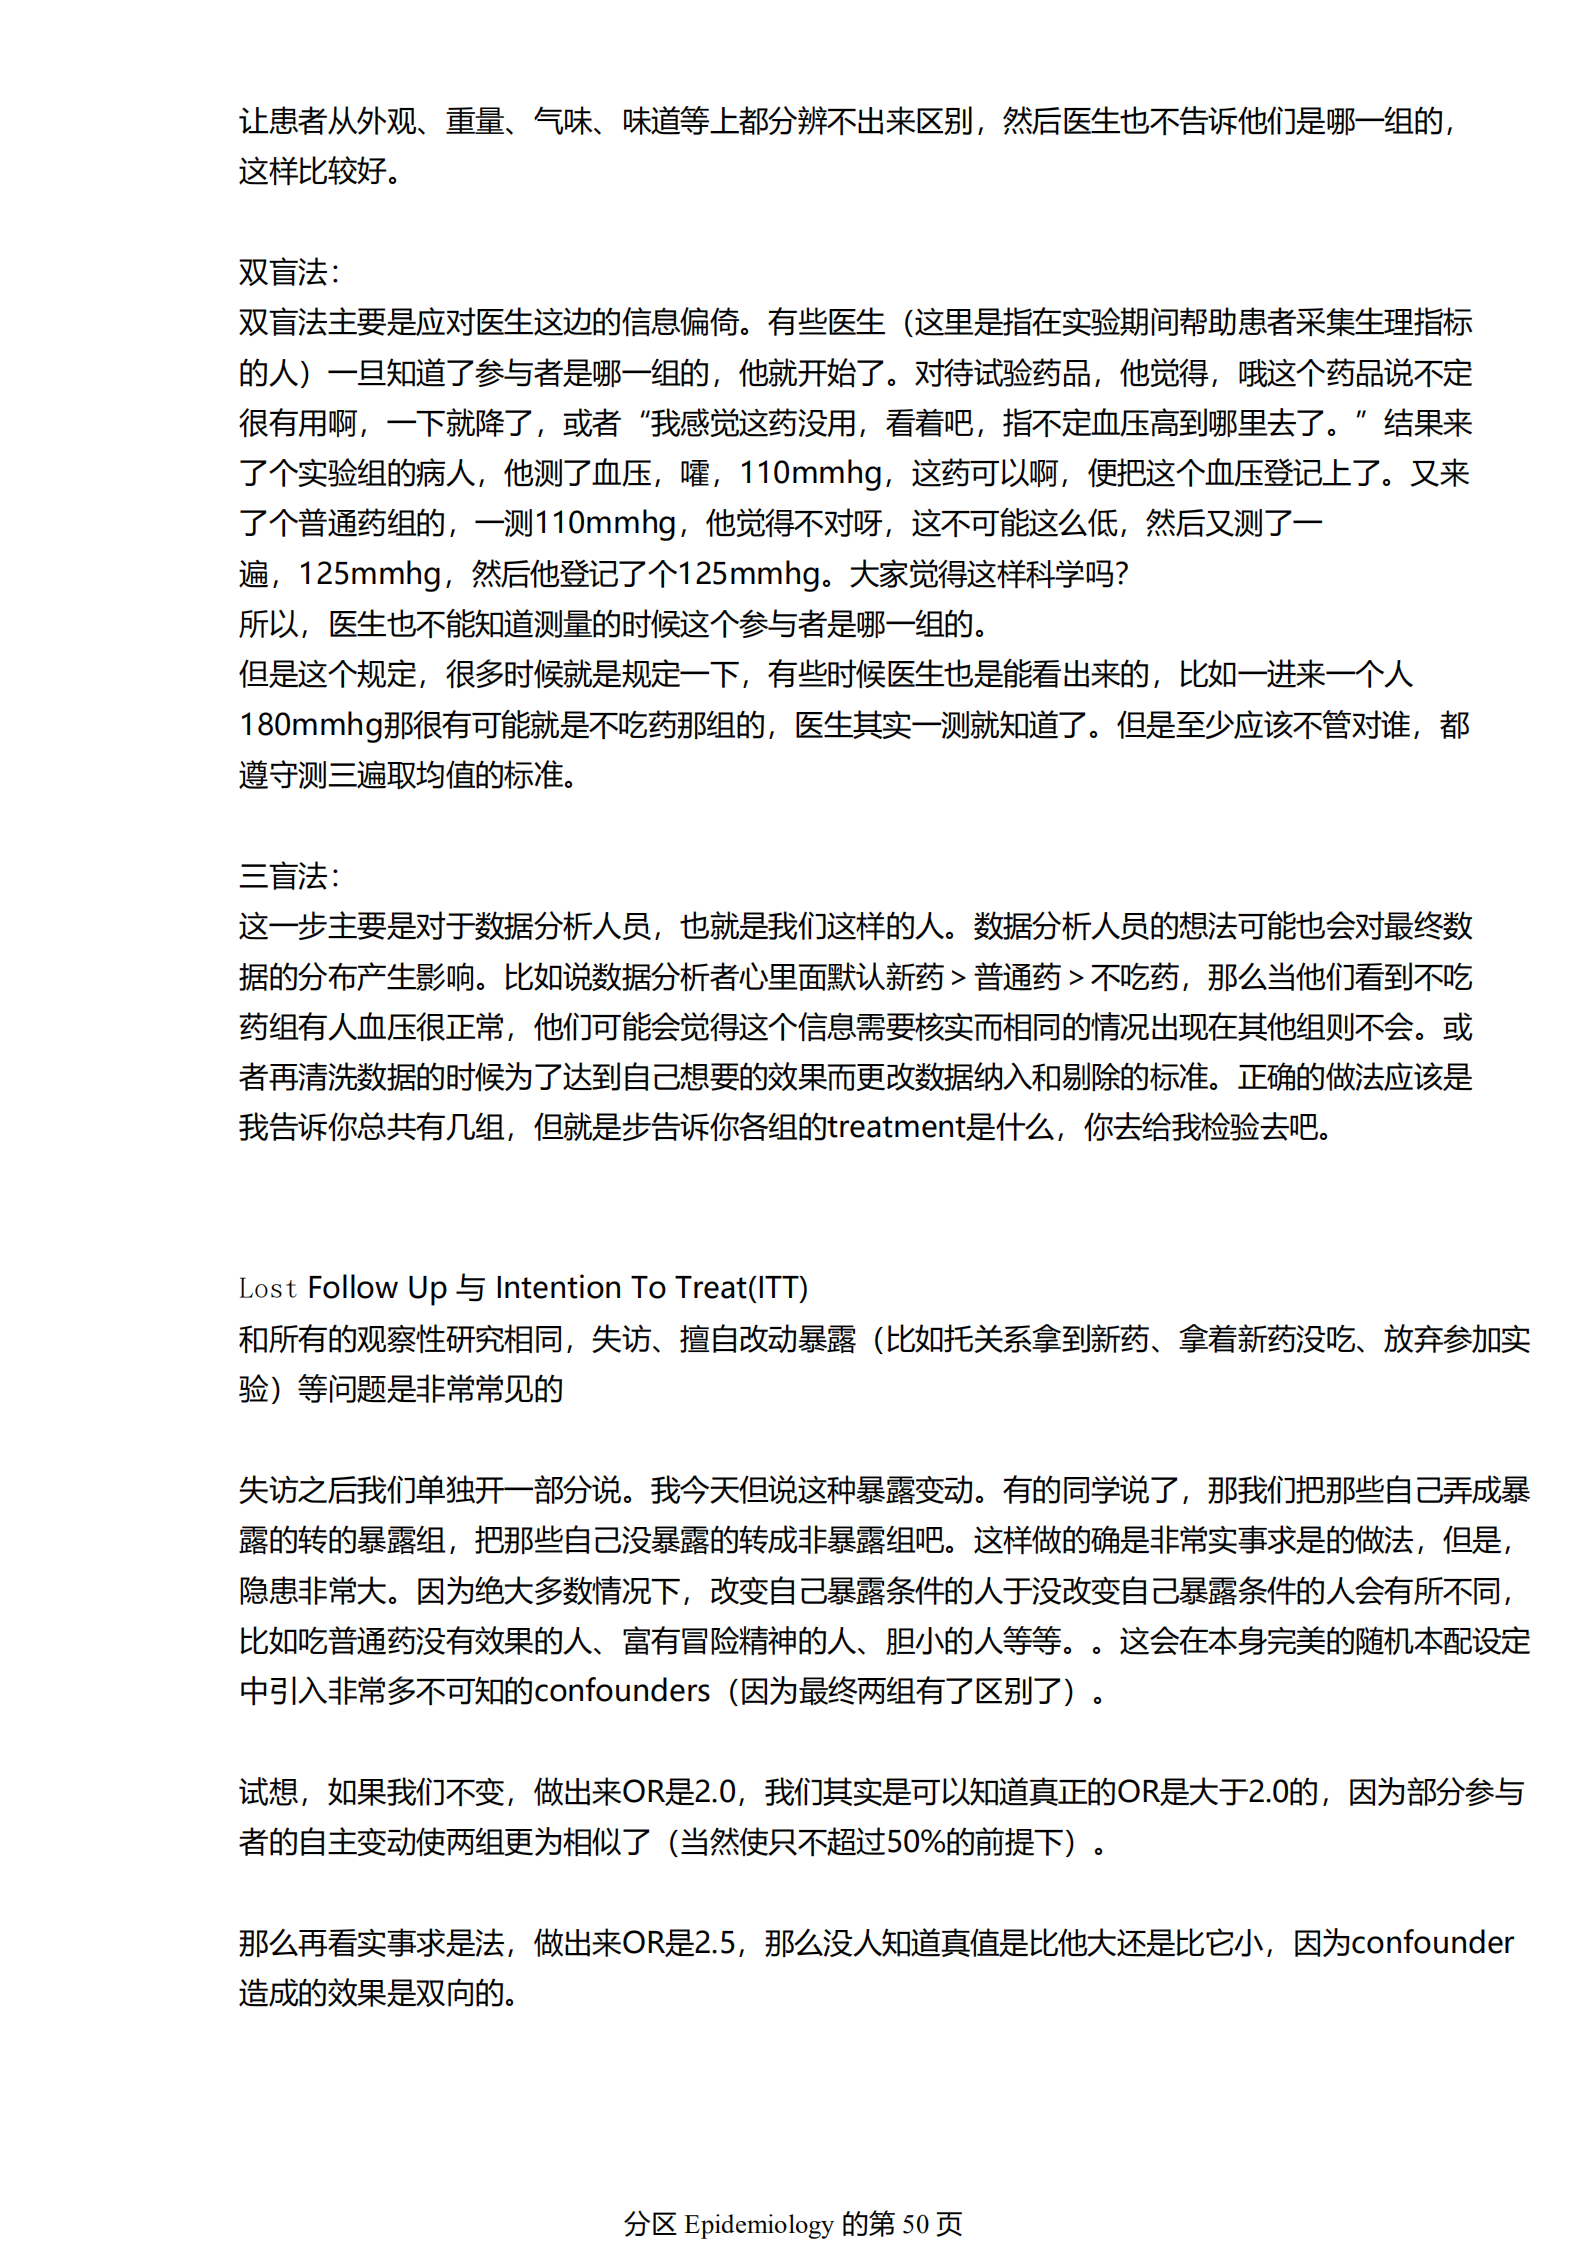 让患者从外观、重量、气味、味道等上都分辨不出来区别，然后医生也不告诉他们是哪一组的，
这样比较好。
双盲法：
双盲法主要是应对医生这边的信息偏倚。有些医生（这里是指在实验期间帮助患者采集生理指标
的人）一旦知道了参与者是哪一组的，他就开始了。对待试验药品，他觉得，哦这个药品说不定
很有用啊，一下就降了，或者“我感觉这药没用，看着吧，指不定血压高到哪里去了。”结果来
了个实验组的病人，他测了血压，嚯，110mmhg，这药可以啊，便把这个血压登记上了。又来
了个普通药组的，一测110mmhg，他觉得不对呀，这不可能这么低，然后又测了一
遍，125mmhg，然后他登记了个125mmhg。大家觉得这样科学吗？
所以，医生也不能知道测量的时候这个参与者是哪一组的。
但是这个规定，很多时候就是规定一下，有些时候医生也是能看出来的，比如一进来一个人
180mmhg那很有可能就是不吃药那组的，医生其实一测就知道了。但是至少应该不管对谁，都
遵守测三遍取均值的标准。
三盲法：
这一步主要是对于数据分析人员，也就是我们这样的人。数据分析人员的想法可能也会对最终数
据的分布产生影响。比如说数据分析者心里面默认新药＞普通药＞不吃药，那么当他们看到不吃
药组有人血压很正常，他们可能会觉得这个信息需要核实而相同的情况出现在其他组则不会。或
者再清洗数据的时候为了达到自己想要的效果而更改数据纳入和剔除的标准。正确的做法应该是
我告诉你总共有几组，但就是步告诉你各组的treatment是什么，你去给我检验去吧。
Lost Follow Up 与 Intention To Treat(ITT)
和所有的观察性研究相同，失访、擅自改动暴露（比如托关系拿到新药、拿着新药没吃、放弃参加实
验）等问题是非常常见的
失访之后我们单独开一部分说。我今天但说这种暴露变动。有的同学说了，那我们把那些自己弄成暴
露的转的暴露组，把那些自己没暴露的转成非暴露组吧。这样做的确是非常实事求是的做法，但是，
隐患非常大。因为绝大多数情况下，改变自己暴露条件的人于没改变自己暴露条件的人会有所不同，
比如吃普通药没有效果的人、富有冒险精神的人、胆小的人等等。。这会在本身完美的随机本配设定
中引入非常多不可知的confounders（因为最终两组有了区别了）。
试想，如果我们不变，做出来OR是2.0，我们其实是可以知道真正的OR是大于2.0的，因为部分参与
者的自主变动使两组更为相似了（当然使只不超过50%的前提下）。
那么再看实事求是法，做出来OR是2.5，那么没人知道真值是比他大还是比它小，因为confounder
造成的效果是双向的。
分区 Epidemiology 的第 50 页